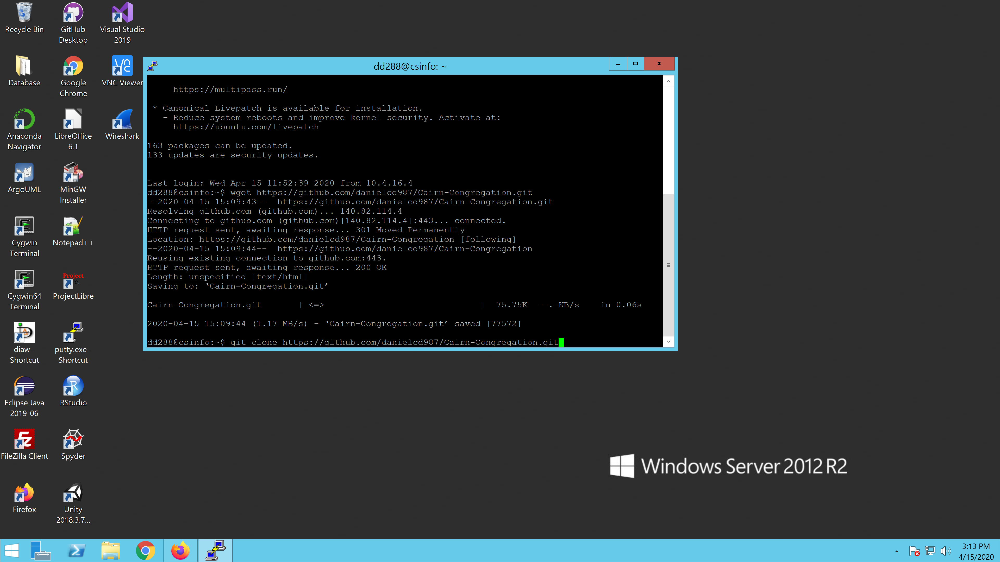 Recycle Bin
GitHub
Desktop
Visual Studio
2019
Database
Google
Chrome
VNC Viewer
Anaconda
Navigator
LibreOffice
6.1
Wireshark
ArgoUML
MinGW
Installer
Cygwin
Terminal
Notepad++
Cygwin64
Terminal
Project
re.
ProjectLibre
diaw -
Shortcut
putty.exe -
Shortcut
Eclipse Java
2019-06
RStudio
FileZilla Client
Spyder
Firefox
Unity
2018.3.7...
dd288@csinfo: ~
https://multipass.run/
* Canonical Livepatch is available for installation.
- Reduce system reboots and improve kernel security. Activate at:
https://ubuntu.com/livepatch
163 packages can be updated.
133 updates are security updates.
Last login: Wed Apr 15 11:52:39 2020 from 10.4.16.4
dd288@csinfo:~$ wget https://github.com/danielcd987/Cairn-Congregation.git
--2020-04-15 15:09:43--  https://github.com/danielcd987/Cairn-Congregation.git
Resolving github.com (github.com)... 140.82.114.4
Connecting to github.com (github.com)|140.82.114.4|:443... connected.
HTTP request sent, awaiting response... 301 Moved Permanently
Location: https://github.com/danielcd987/Cairn-Congregation [following]
--2020-04-15 15:09:44--  https://github.com/danielcd987/Cairn-Congregation
Reusing existing connection to github.com:443.
HTTP request sent, awaiting response... 200 OK
Length: unspecified [text/html]
Saving to: ‘Cairn-Congregation.git’
Cairn-Congregation.git       [ <=>                              ]  75.75K  --.-KB/s    in 0.06s
2020-04-15 15:09:44 (1.17 MB/s) - ‘Cairn-Congregation.git’ saved [77572]
dd288@csinfo:~$ git clone https://github.com/danielcd987/Cairn-Congregation.git
Windows Server 2012 R2
3:13 PM
4/15/2020